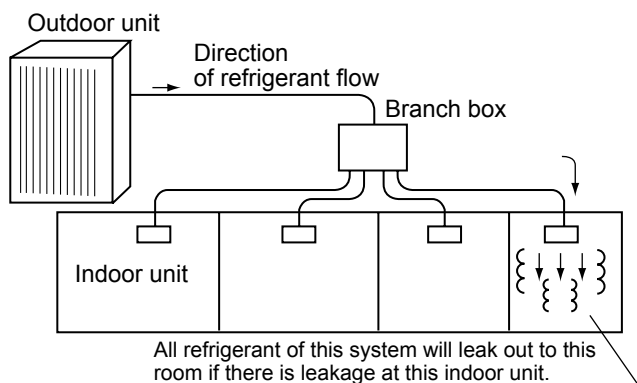 Outdoor unit
Direction
of refrigerant flow
Branch box
Indoor unit
All refrigerant of this system will leak out to this
room if there is leakage at this indoor unit.